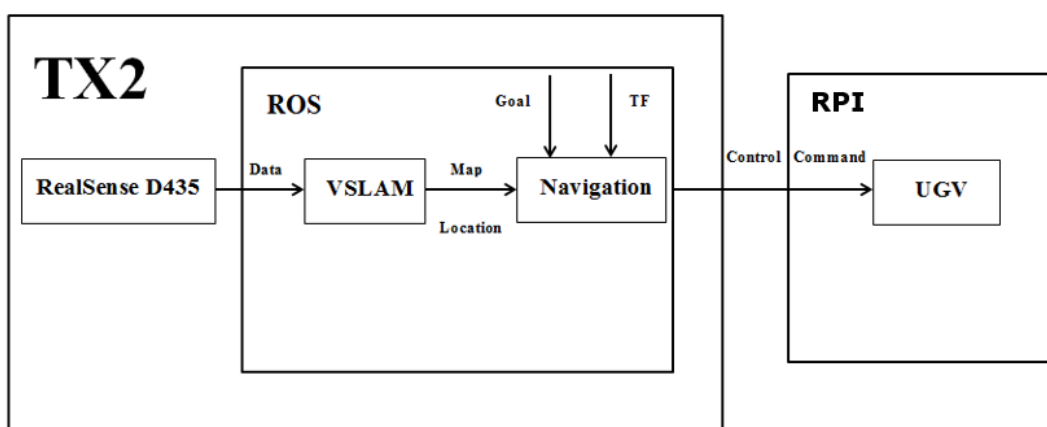 TX2
ROS
Goal
TF
RPI
RealSense D435
Data
VSLAM
Map
Location
Navigation
Control Command
UGV